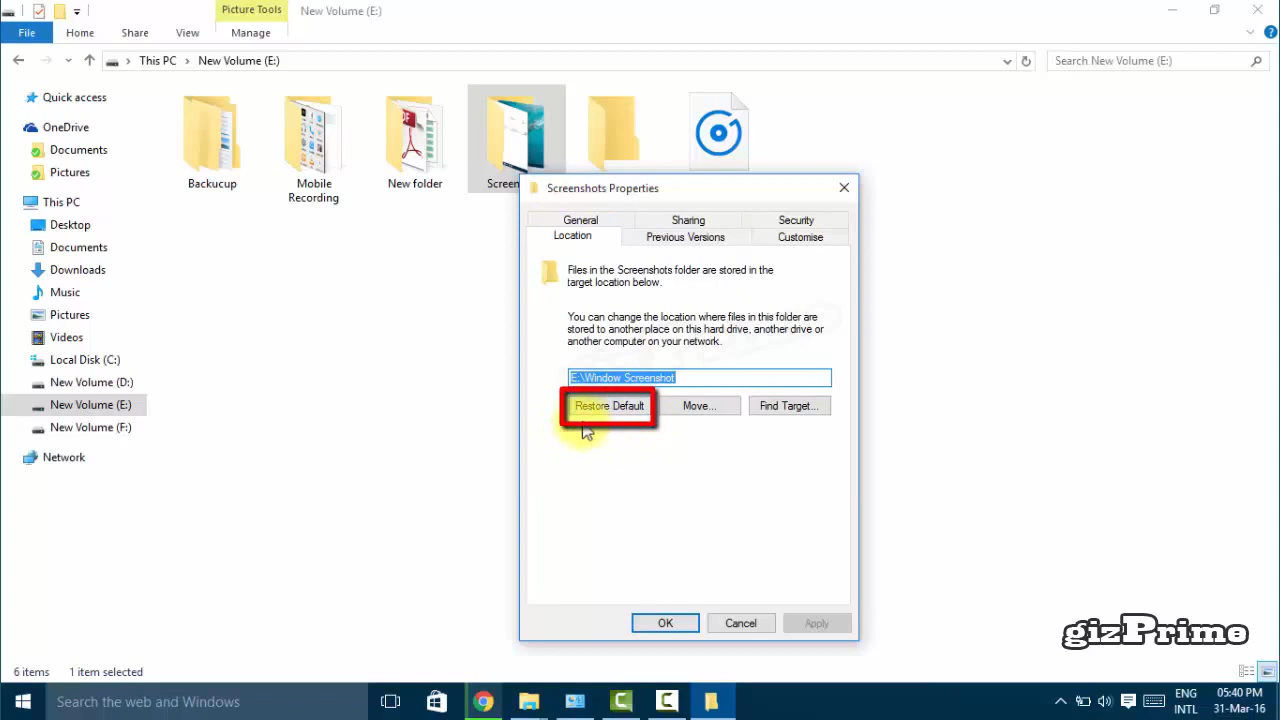 Picture Tools
New Volume (E:)
File
Home
Share
View
Manage
This PC
New Volume (E:)
Search New Volume (E:)
Quick access
OneDrive
Documents
Pictures
This PC
Desktop
Documents
Downloads
Music
Pictures
Videos
Local Disk (C:)
New Volume (D:)
New Volume (E:)
New Volume (F:)
Network
Backucup
Mobile
Recording
New folder
Screen
Screenshots Properties
General
Sharing
Security
Location
Previous Versions
Customise
Files in the Screenshots folder are stored in the
target location below.
You can change the location where files in this folder are
stored to another place on this hard drive, another drive or
another computer on your network.
E:\Window Screenshot
Restore Default
Move...
Find Target...
OK
Cancel
Apply
gizPrime
6 items
1 item selected
Search the web and Windows
ENG
INTL
05:40 PM
31-Mar-16